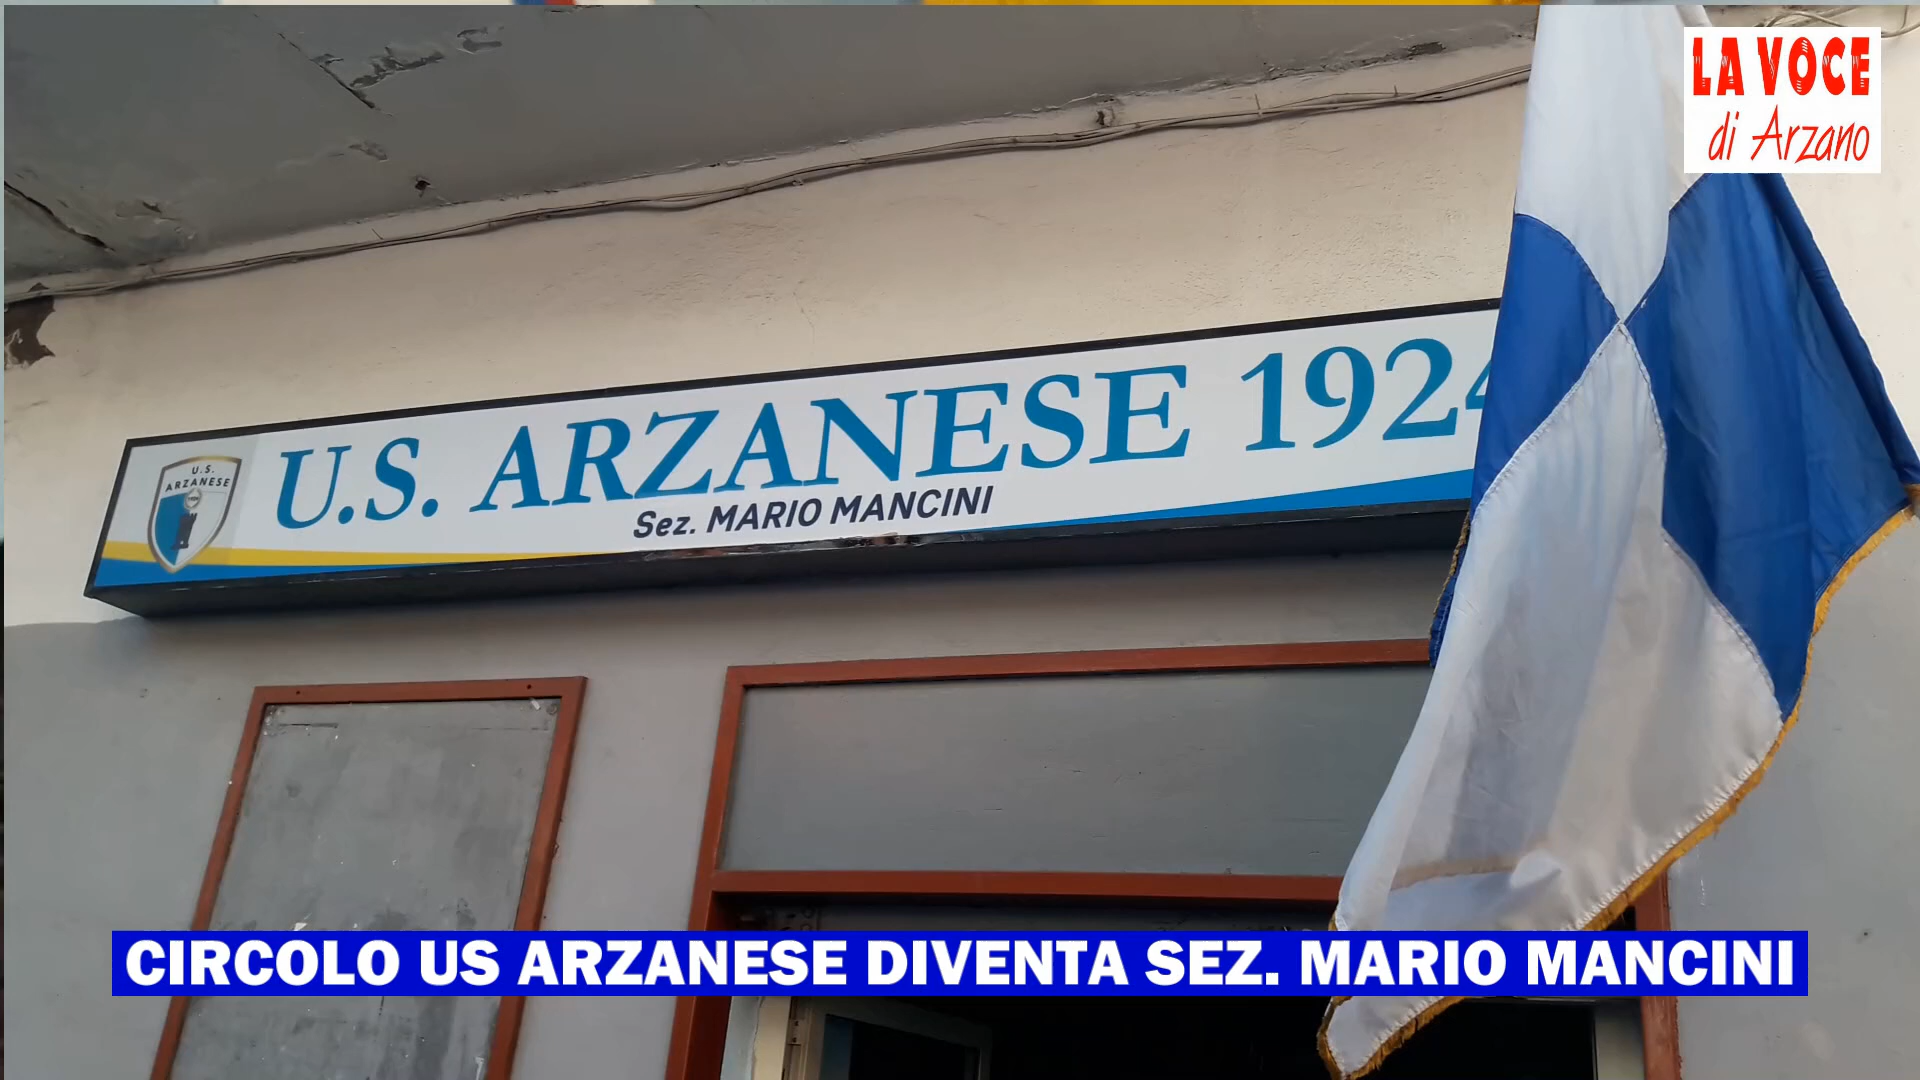 LA VOCE
di Arzano
U.S. ARZANESE 1924
Sez. MARIO MANCINI
U.S.
ARZANESE
CIRCOLO US ARZANESE DIVENTA SEZ. MARIO MANCINI